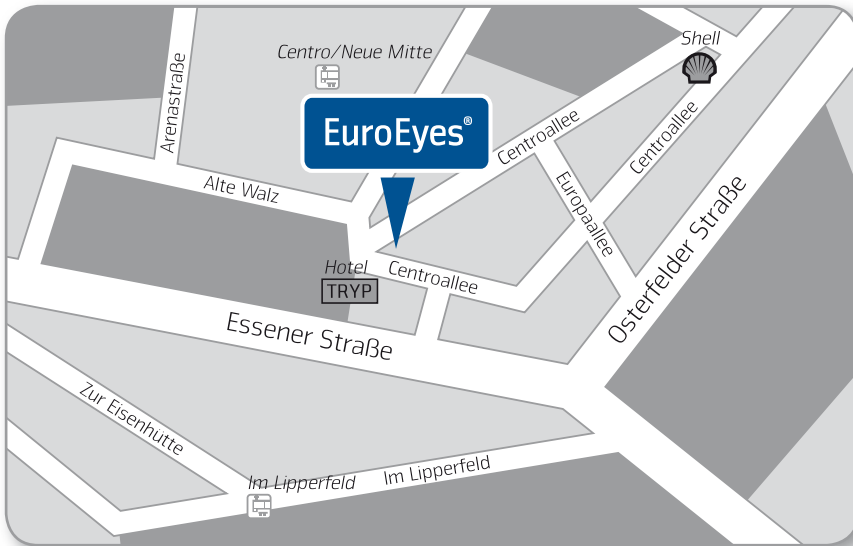 Shell
Centro/Neue Mitte
Arenastraße
EuroEyes®
Centroallee
Centroallee
Alte Walz
Europaallee
Osterfelder Straße
Hotel
TRYP
Centroallee
Essener Straße
Zur Eisenhütte
Im Lipperfeld
Im Lipperfeld